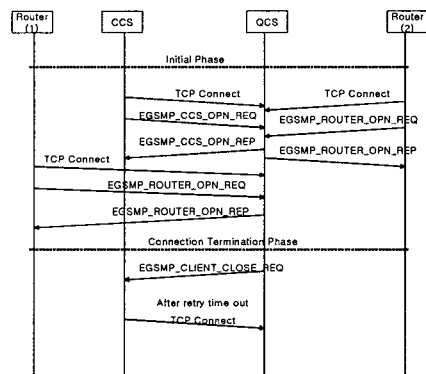 Router (1)
CCS
QCS
Router (2)
Initial Phase
TCP Connect
TCP Connect
EGSMP_CCS_OPN_REQ
EGSMP_ROUTER_OPN_REQ
EGSMP_CCS_OPN_REP
EGSMP_ROUTER_OPN_REP
TCP Connect
EGSMP_ROUTER_OPN_REQ
EGSMP_ROUTER_OPN_REP
Connection Termination Phase
EGSMP_CLIENT_CLOSE_REQ
After retry time out
TCP Connect